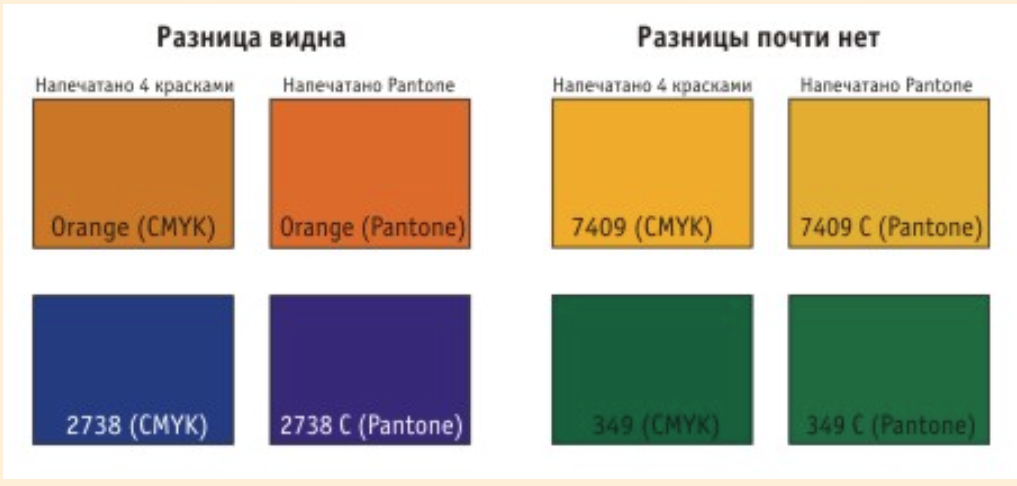 Разница видна
Разницы почти нет
Напечатано 4 красками
Напечатано Pantone
Напечатано 4 красками
Напечатано Pantone
Orange (CMYK)
Orange (Pantone)
7409 (CMYK)
7409 C (Pantone)
2738 (CMYK)
2738 C (Pantone)
349 (CMYK)
349 C (Pantone)